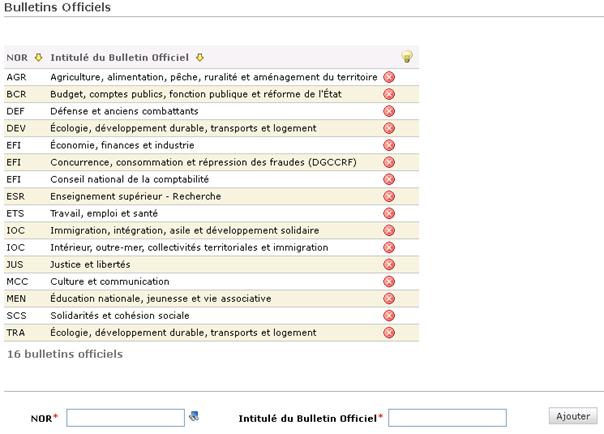 Bulletins Officiels
NOR Intitulé du Bulletin Officiel
AGR Agriculture, alimentation, pêche, ruralité et aménagement du territoire
BCR Budget, comptes publics, fonction publique et réforme de l'État
DEF Défense et anciens combattants
DEV Écologie, développement durable, transports et logement
EFI Économie, finances et industrie
EFI Concurrence, consommation et répression des fraudes (DGCCRF)
EFI Conseil national de la comptabilité
ESR Enseignement supérieur - Recherche
ETS Travail, emploi et santé
IOC Immigration, intégration, asile et développement solidaire
IOC Intérieur, outre-mer, collectivités territoriales et immigration
JUS Justice et libertés
MCC Culture et communication
MEN Éducation nationale, jeunesse et vie associative
SCS Solidarités et cohésion sociale
TRA Écologie, développement durable, transports et logement
16 bulletins officiels
NOR* Intitulé du Bulletin Officiel* Ajouter